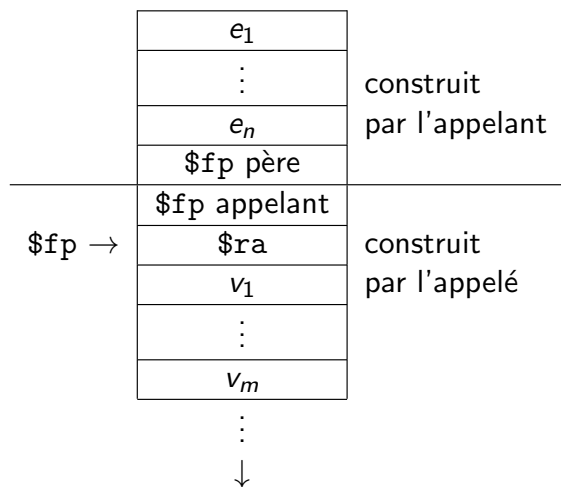 e1
⋮ construit
en par l'appelant
$fp père
$fp appelant
$fp → $ra construit
v1 par l'appelé
⋮
vm
⋮
↓